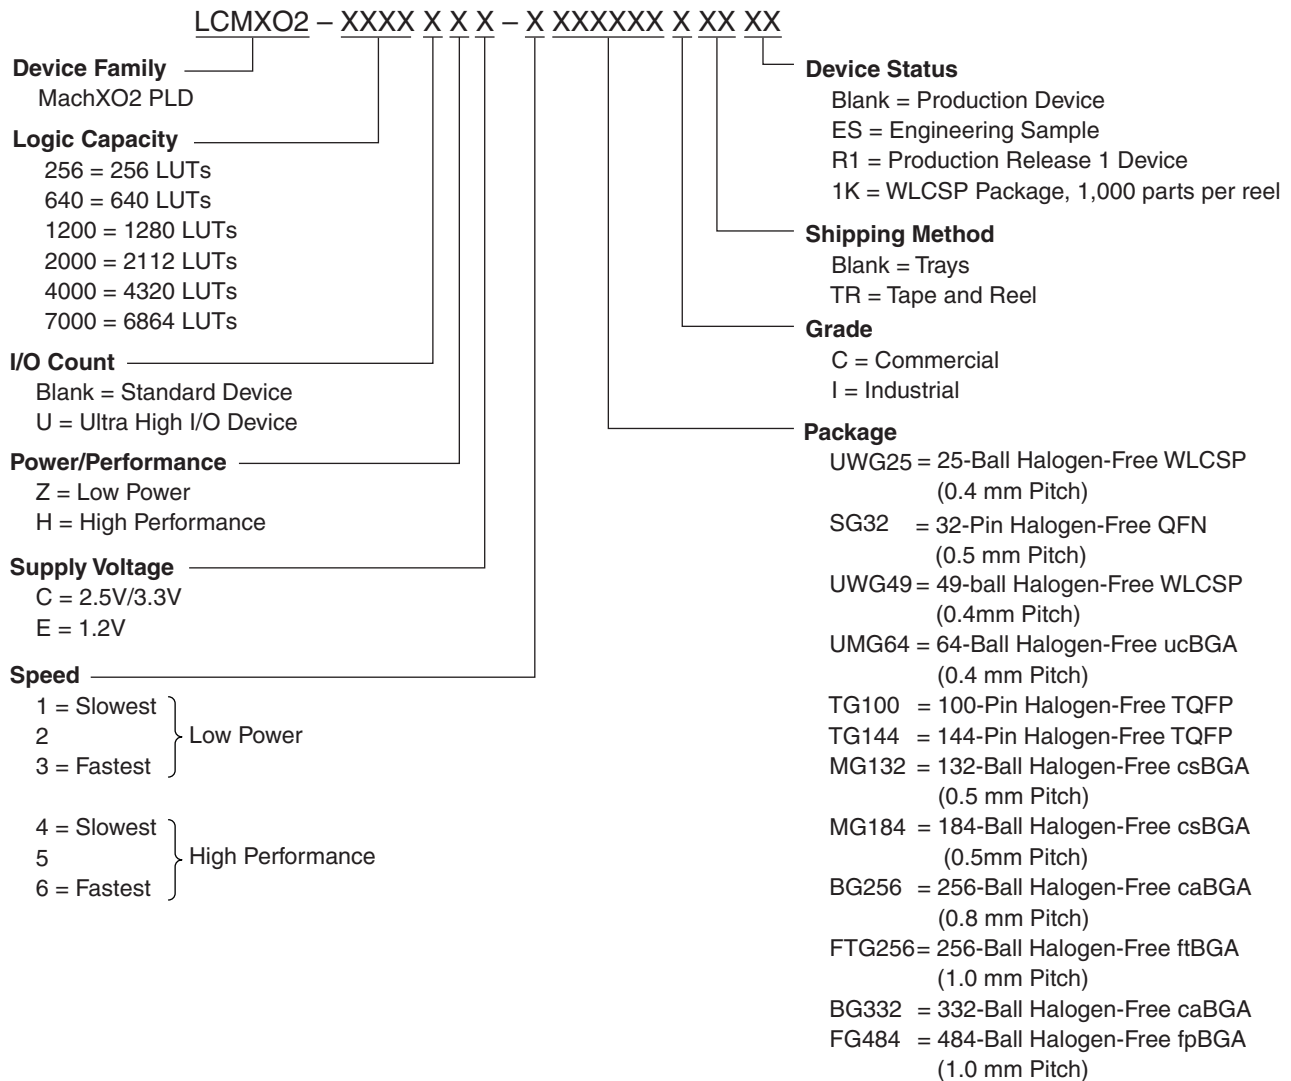 LCMXO2 – XXXX X X X – X XXXXXX X XX XX
Device Family
MachXO2 PLD
Logic Capacity
256 = 256 LUTs
640 = 640 LUTs
1200 = 1280 LUTs
2000 = 2112 LUTs
4000 = 4320 LUTs
7000 = 6864 LUTs
I/O Count
Blank = Standard Device
U = Ultra High I/O Device
Power/Performance
Z = Low Power
H = High Performance
Supply Voltage
C = 2.5V/3.3V
E = 1.2V
Speed
1 = Slowest
2
3 = Fastest
Low Power
4 = Slowest
5
6 = Fastest
High Performance
Device Status
Blank = Production Device
ES = Engineering Sample
R1 = Production Release 1 Device
1K = WLCSP Package, 1,000 parts per reel
Shipping Method
Blank = Trays
TR = Tape and Reel
Grade
C = Commercial
I = Industrial
Package
UWG25 = 25-Ball Halogen-Free WLCSP
(0.4 mm Pitch)
SG32 = 32-Pin Halogen-Free QFN
(0.5 mm Pitch)
UWG49 = 49-ball Halogen-Free WLCSP
(0.4mm Pitch)
UMG64 = 64-Ball Halogen-Free ucBGA
(0.4 mm Pitch)
TG100 = 100-Pin Halogen-Free TQFP
TG144 = 144-Pin Halogen-Free TQFP
MG132 = 132-Ball Halogen-Free csBGA
(0.5 mm Pitch)
MG184 = 184-Ball Halogen-Free csBGA
(0.5mm Pitch)
BG256 = 256-Ball Halogen-Free caBGA
(0.8 mm Pitch)
FTG256= 256-Ball Halogen-Free ftBGA
(1.0 mm Pitch)
BG332 = 332-Ball Halogen-Free caBGA
FG484 = 484-Ball Halogen-Free fpBGA
(1.0 mm Pitch)